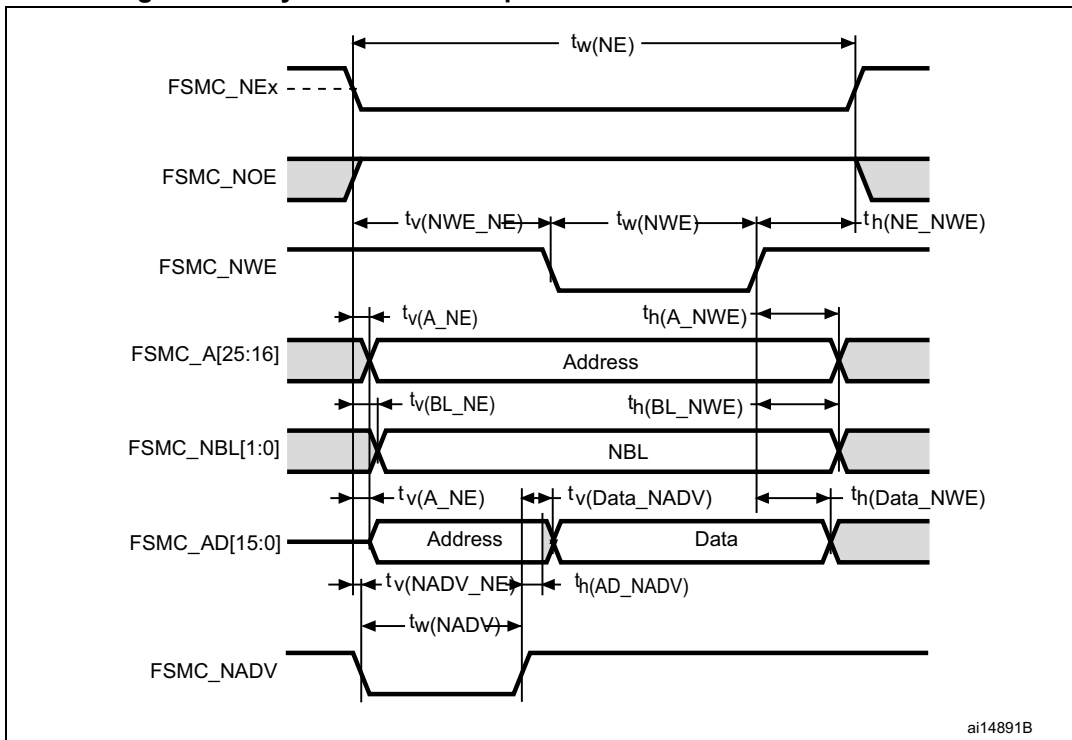 tw(NE)
FSMC_NEx
FSMC_NOE
tv(NWE_NE) tw(NWE) th(NE_NWE)
FSMC_NWE
tv(A_NE) th(A_NWE)
FSMC_A[25:16] Address
tv(BL_NE) th(BL_NWE)
FSMC_NBL[1:0] NBL
tv(A_NE) tv(Data_NADV) th(Data_NWE)
FSMC_AD[15:0] Address Data
tv(NADV_NE) th(AD_NADV)
tw(NADV)
FSMC_NADV
ai14891B